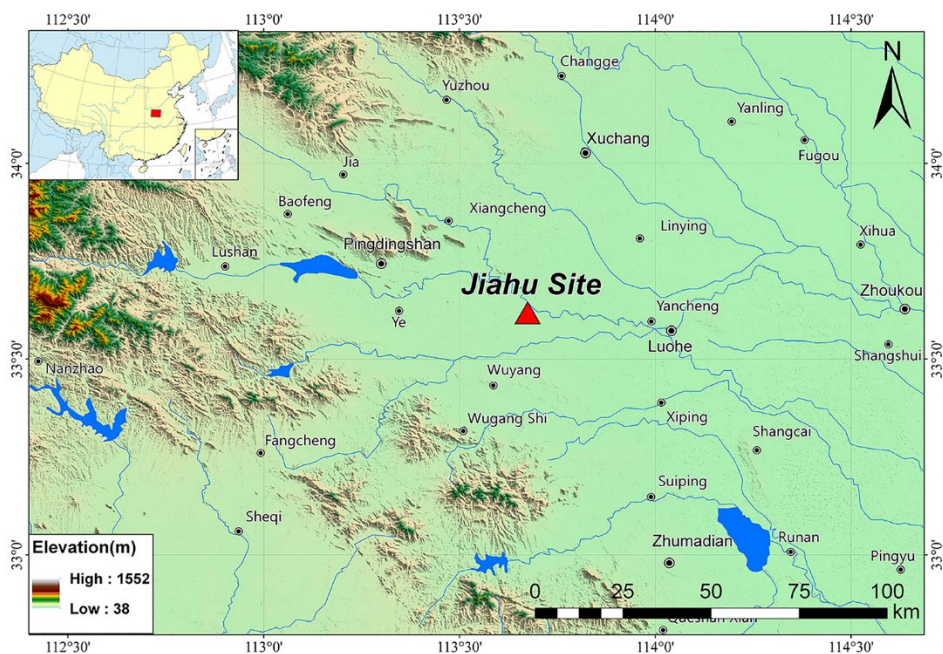 112°30'
113°0'
113°30'
114°0'
114°30'
N
Changge
Yuzhou
Yanling
Xuchang
Fugou
34°0'
34°0'
Jia
Baofeng
Xiangcheng
Linying
Xihua
Pingdingshan
Lushan
Jiahu Site
Zhoukou
Yancheng
Ye
Luohe
Shangshui
33°30'
33°30'
Nanzhao
Wuyang
Xiping
Wugang Shi
Shangcai
Fangcheng
Suiping
Sheqi
Zhumadian
Runan
Pingyu
33°0'
33°0'
Elevation(m)
High : 1552
Low : 38
0 25 50 75 100
km
Queshan Xian
112°30'
113°0'
113°30'
114°0'
114°30'